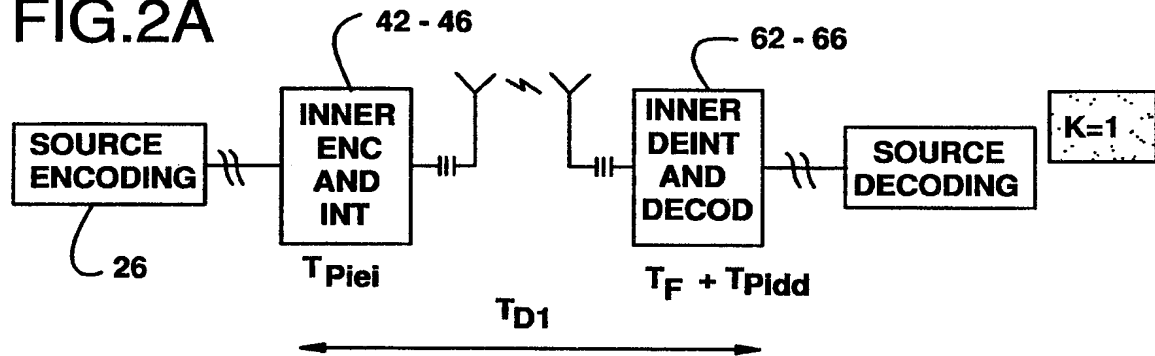 FIG.2A
42 - 46
62 - 66
SOURCE
ENCODING
INNER
ENC
AND
INT
INNER
DEINT
AND
DECOD
SOURCE
DECODING
K=1
26
TPiei
TF + TPidd
TD1